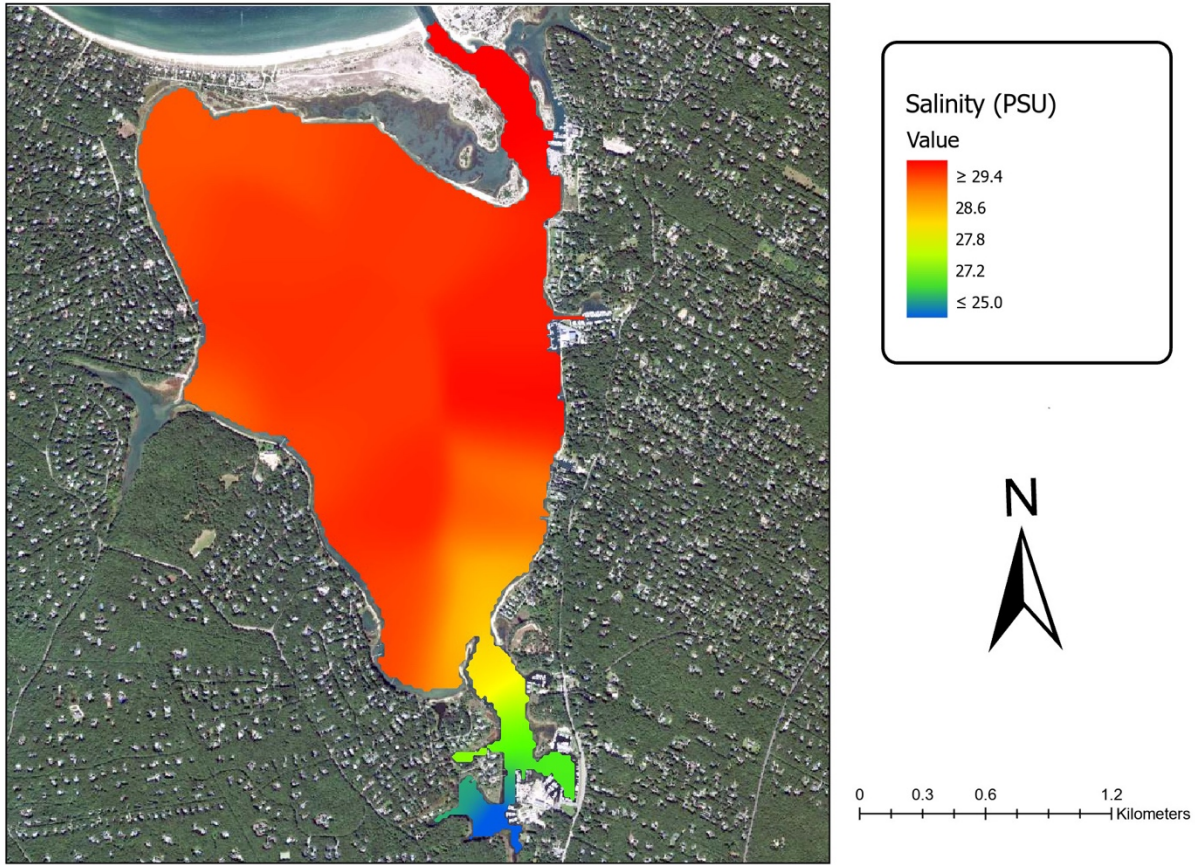 Salinity (PSU)
Value
≥ 29.4
28.6
27.8
27.2
≤ 25.0
N
0 0.3 0.6 1.2
Kilometers